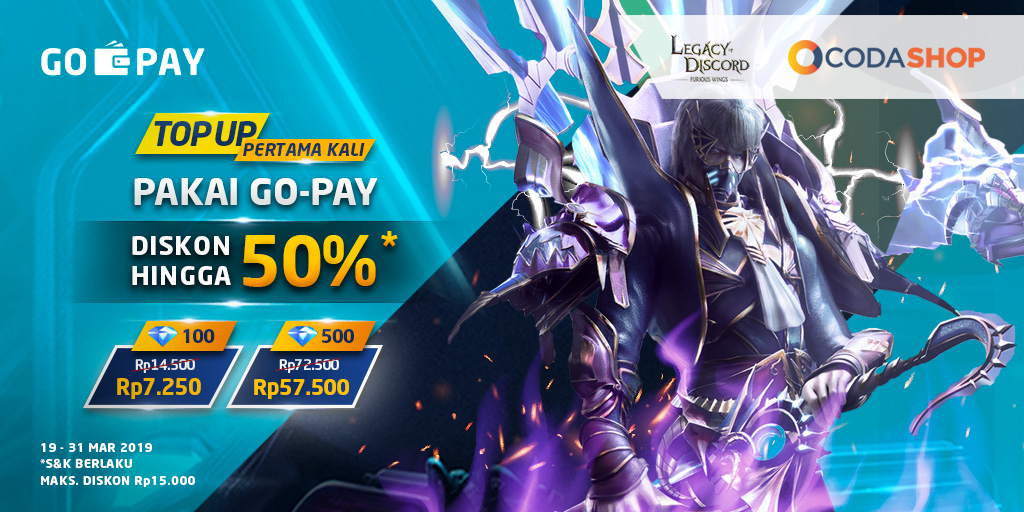 GO PAY
LEGACY of
DISCORD
FURIOUS WINGS
CODASHOP
TOP UP
PERTAMA KALI
PAKAI GO-PAY
DISKON
HINGGA
50%*
100
Rp14.500
Rp7.250
500
Rp72.500
Rp57.500
19 - 31 MAR 2019
*S&K BERLAKU
MAKS. DISKON Rp15.000